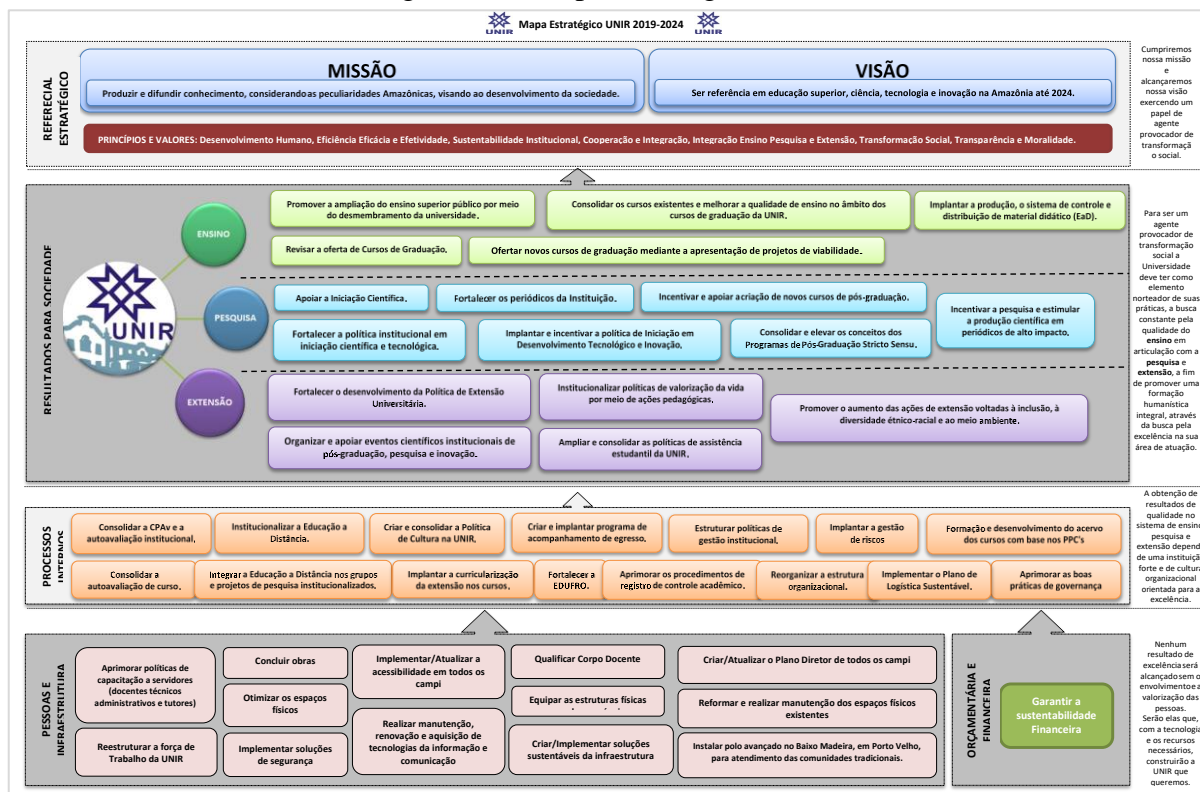 UNIR
Mapa Estratégico UNIR 2019-2024
UNIR
REFERECIAL
ESTRATÉGICO
MISSÃO
Produzir e difundir conhecimento, considerando as peculiaridades Amazônicas, visando ao desenvolvimento da sociedade.
VISÃO
Ser referência em educação superior, ciência, tecnologia e inovação na Amazônia até 2024.
PRINCÍPIOS E VALORES: Desenvolvimento Humano, Eficiência Eficácia e Efetividade, Sustentabilidade Institucional, Cooperação e Integração, Integração Ensino Pesquisa e Extensão, Transformação Social, Transparência e Moralidade.
Cumpriremos
nossa missão
e
alcançaremos
nossa visão
exercendo um
papel de
agente
provocador de
transformaçã
o social.
RESULTADOS PARA SOCIEDADE
UNIR
ENSINO
Promover a ampliação do ensino superior público por meio
do desmembramento da universidade.
Consolidar os cursos existentes e melhorar a qualidade de ensino no âmbito dos
cursos de graduação da UNIR.
Implantar a produção, o sistema de controle e
distribuição de material didático (EaD).
Revisar a oferta de Cursos de Graduação.
Ofertar novos cursos de graduação mediante a apresentação de projetos de viabilidade.
PESQUISA
Apoiar a Iniciação Científica.
Fortalecer os periódicos da Instituição.
Incentivar e apoiar a criação de novos cursos de pós-graduação.
Incentivar a pesquisa e estimular
a produção científica em
periódicos de alto impacto.
Fortalecer a política institucional em
iniciação científica e tecnológica.
Implantar e incentivar a política de Iniciação em
Desenvolvimento Tecnológico e Inovação.
Consolidar e elevar os conceitos dos
Programas de Pós-Graduação Stricto Sensu.
EXTENSÃO
Fortalecer o desenvolvimento da Política de Extensão
Universitária.
Institucionalizar políticas de valorização da vida
por meio de ações pedagógicas.
Promover o aumento das ações de extensão voltadas à inclusão, à
diversidade étnico-racial e ao meio ambiente.
Organizar e apoiar eventos científicos institucionais de
pós-graduação, pesquisa e inovação.
Ampliar e consolidar as políticas de assistência
estudantil da UNIR.
Para ser um
agente
provocador de
transformação
social a
Universidade
deve ter como
elemento
norteador de suas
práticas, a busca
constante pela
qualidade do
ensino em
articulação com a
pesquisa e
extensão, a fim
de promover uma
formação
humanística
integral, através
da busca pela
excelência na sua
área de atuação.
PROCESSOS
INTERNOS
Consolidar a CPAv e a
autoavaliação institucional.
Institucionalizar a Educação a
Distância.
Criar e consolidar a Política
de Cultura na UNIR.
Criar e implantar programa de
acompanhamento de egresso.
Estruturar políticas de
gestão institucional.
Implantar a gestão
de riscos
Formação e desenvolvimento do acervo
dos cursos com base nos PPC's
Consolidar a
autoavaliação de curso.
Integrar a Educação a Distância nos grupos
e projetos de pesquisa institucionalizados.
Implantar a curricularização
da extensão nos cursos.
Fortalecer a
EDUFRO.
Aprimorar os procedimentos de
registro de controle acadêmico.
Reorganizar a estrutura
organizacional.
Implementar o Plano de
Logística Sustentável.
Aprimorar as boas
práticas de governança
A obtenção de
resultados de
qualidade no
sistema de ensino
pesquisa e
extensão depend
de uma instituiçã
forte e de cultura
organizacional
orientada para a
excelência.
PESSOAS E
INFRAESTRUTURA
Aprimorar políticas de
capacitação a servidores
(docentes técnicos
administrativos e tutores)
Reestruturar a força de
Trabalho da UNIR
Concluir obras
Otimizar os espaços
físicos
Implementar soluções
de segurança
Implementar/Atualizar a
acessibilidade em todos os
campi
Realizar manutenção,
renovação e aquisição de
tecnologias da informação e
comunicação
Qualificar Corpo Docente
Equipar as estruturas físicas
Criar/Implementar soluções
sustentáveis da infraestrutura
Criar/Atualizar o Plano Diretor de todos os campi
Reformar e realizar manutenção dos espaços físicos
existentes
Instalar polo avançado no Baixo Madeira, em Porto Velho,
para atendimento das comunidades tradicionais.
ORÇAMENTÁRIA E
FINANCEIRA
Garantir a
sustentabilidade
Financeira
Nenhum
resultado de
excelência será
alcançado sem o
envolvimento e a
valorização das
pessoas.
Serão elas que,
com a tecnologia
e os recursos
necessários,
construirão a
UNIR que
queremos.